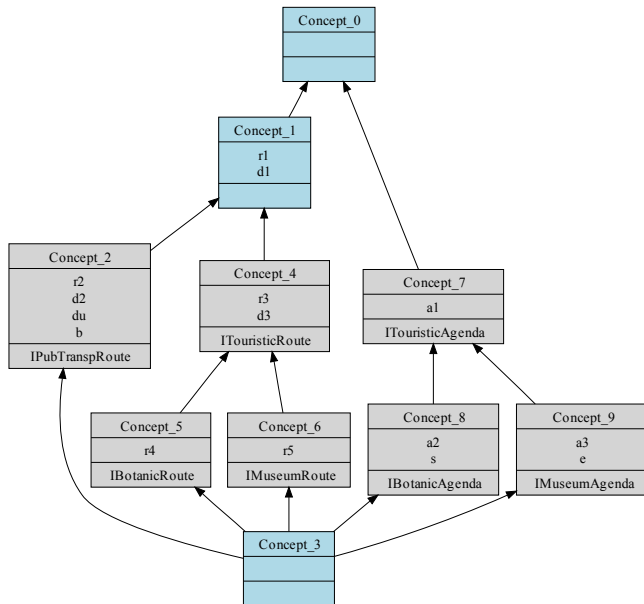 Concept_0
Concept_1
r1
d1
Concept_2
r2
d2
du
b
IPubTranspRoute
Concept_4
r3
d3
ITouristicRoute
Concept_7
a1
ITouristicAgenda
Concept_5
r4
IBotanicRoute
Concept_6
r5
IMuseumRoute
Concept_8
a2
s
IBotanicAgenda
Concept_9
a3
e
IMuseumAgenda
Concept_3